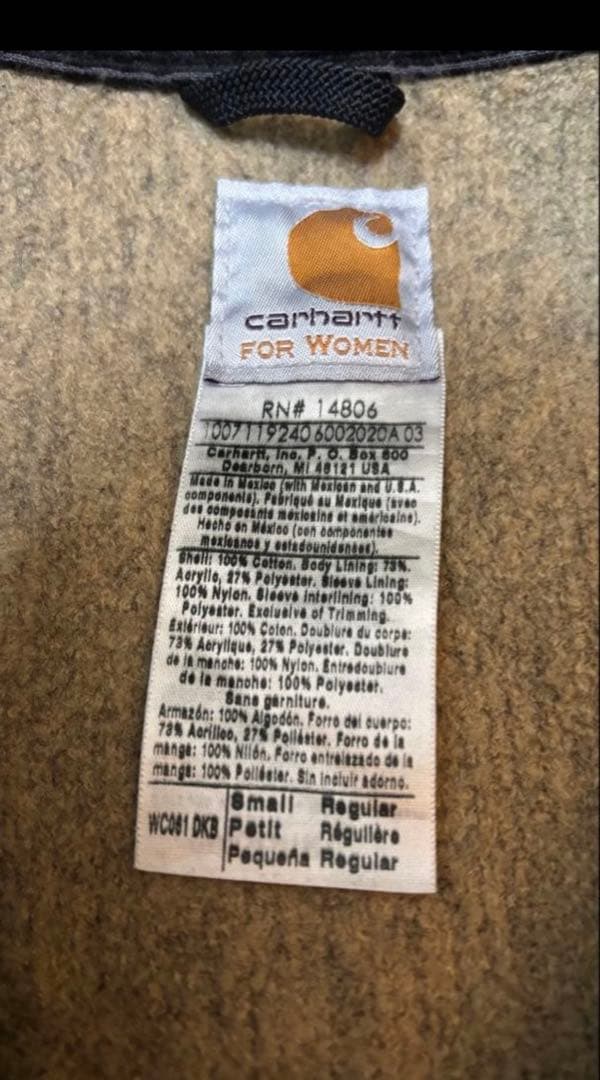 carhartt
FOR WOMEN
RN# 14806
1007119240 6002020A 03
Carhartt, Inc. P. O. Box 600
Dearborn, MI 48121 USA
Made in Mexico (with Mexican and U.S.A.
components). Fabriqué au Mexique (avec
des composants mexicains et américains).
Hecho en México (con componentes
mexicanos y estadounidenses).
Shell: 100% Cotton. Body Lining: 73%.
Acrylic, 27% Polyester. Sleeve Lining:
100% Nylon. Sleeve Interlining: 100%
Polyester. Exclusive of Trimming.
Extérieur: 100% Coton. Doublure du corps:
73% Acrylique, 27% Polyester. Doublure
de la manche: 100% Nylon. Entredoublure
de la manche: 100% Polyester.
Sans garniture.
Armazón: 100% Algodón. Forro del cuerpo:
73% Acrílico, 27% Poliéster. Forro de la
manga: 100% Nilón. Forro entrelazado de la
manga: 100% Poliéster. Sin incluir adorno.
WC061 DKB
Small Regular
Petit Régulière
Pequeña Regular